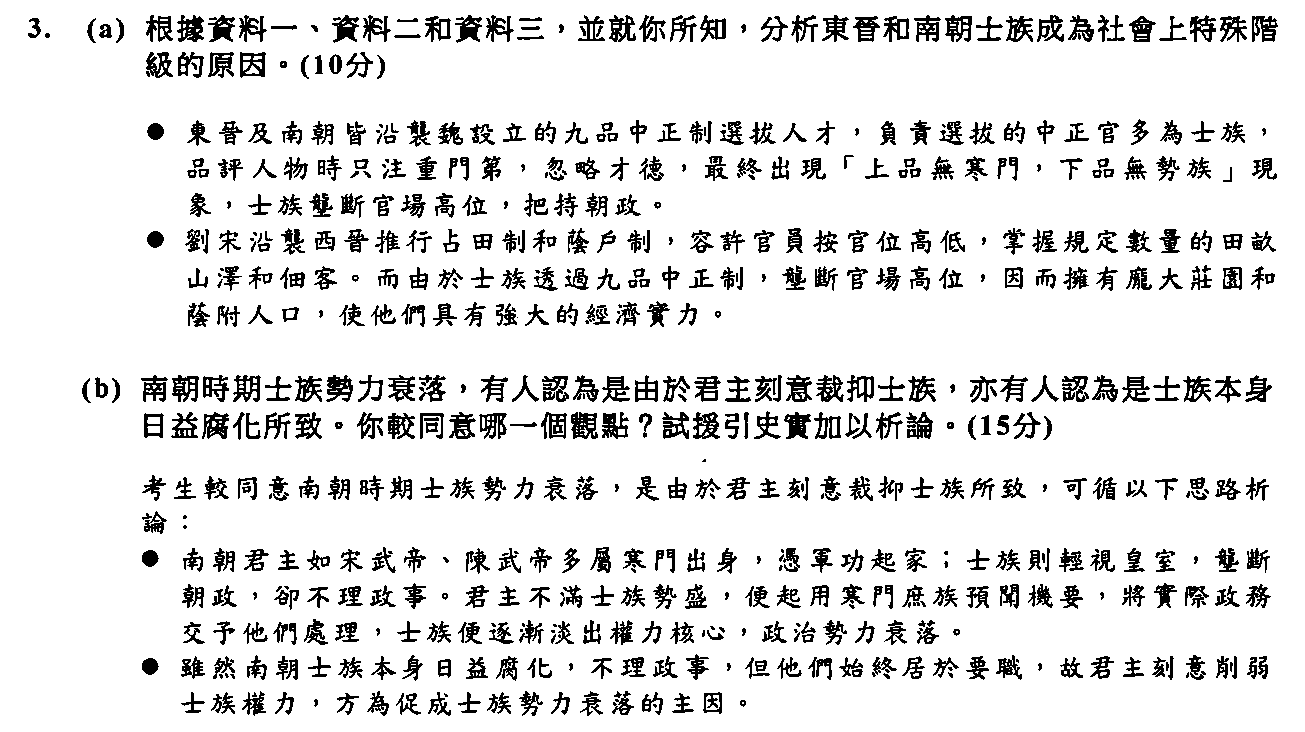 3. (a) 根據資料一、資料二和資料三，並就你所知，分析東晉和南朝士族成為社會上特殊階
級的原因。(10分)
● 東晉及南朝皆沿襲魏設立的九品中正制選拔人才，負責選拔的中正官多為士族，
品評人物時只注重門第，忽略才德，最終出現「上品無寒門，下品無勢族」現
象，士族壟斷官場高位，把持朝政。
● 劉宋沿襲西晉推行占田制和蔭戶制，容許官員按官位高低，掌握規定數量的田畝
山澤和佃客。而由於士族透過九品中正制，壟斷官場高位，因而擁有龐大莊園和
蔭附人口，使他們具有強大的經濟實力。
(b) 南朝時期士族勢力衰落，有人認為是由於君主刻意裁抑士族，亦有人認為是士族本身
日益腐化所致。你較同意哪一個觀點？試援引史實加以析論。(15分)
考生較同意南朝時期士族勢力衰落，是由於君主刻意裁抑士族所致，可循以下思路析
論：
● 南朝君主如宋武帝、陳武帝多屬寒門出身，憑軍功起家；士族則輕視皇室，壟斷
朝政，卻不理政事。君主不滿士族勢盛，便起用寒門庶族預聞機要，將實際政務
交予他們處理，士族便逐漸淡出權力核心，政治勢力衰落。
● 雖然南朝士族本身日益腐化，不理政事，但他們始終居於要職，故君主刻意削弱
士族權力，方為促成士族勢力衰落的主因。